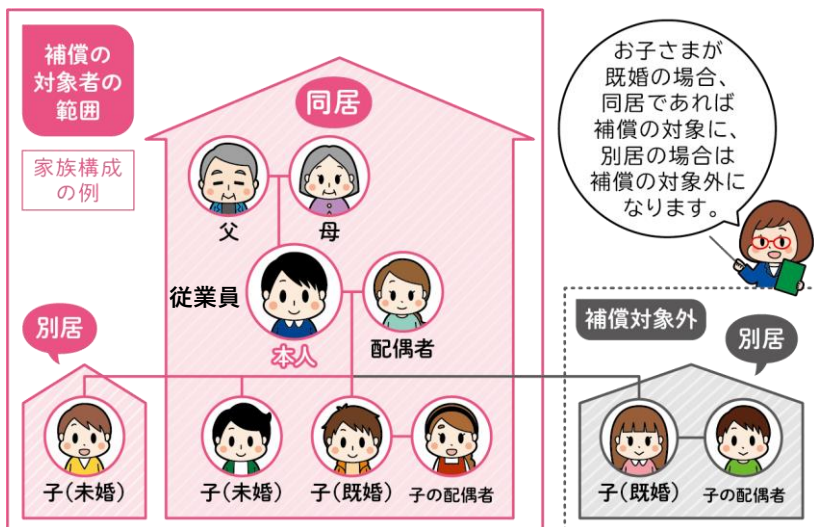 補償の
対象者の
範囲
家族構成
の例
同居
父
母
従業員
本人
配偶者
別居
子(未婚)
子(未婚)
子(既婚)
子の配偶者
お子さまが
既婚の場合、
同居であれば
補償の対象に、
別居の場合は
補償の対象外に
なります。
補償対象外
別居
子(既婚)
子の配偶者